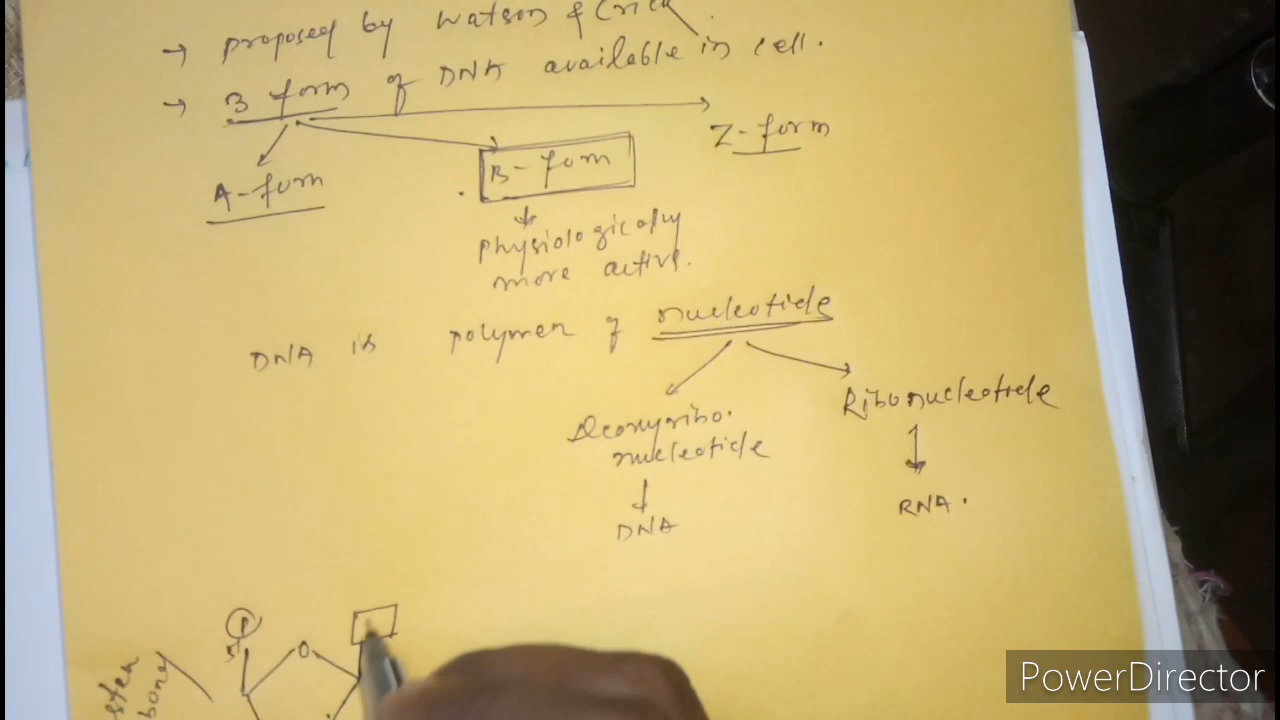 → proposed by Watson & Crick
→ 3 form of DNA available in cell.
A-form
B-form
Z-form
physiologically
more active.
DNA is polymer of nucleotide
Deoxyribo.
nucleotide
Ribonucleotide
DNA
RNA.
P
5'
O
PowerDirector